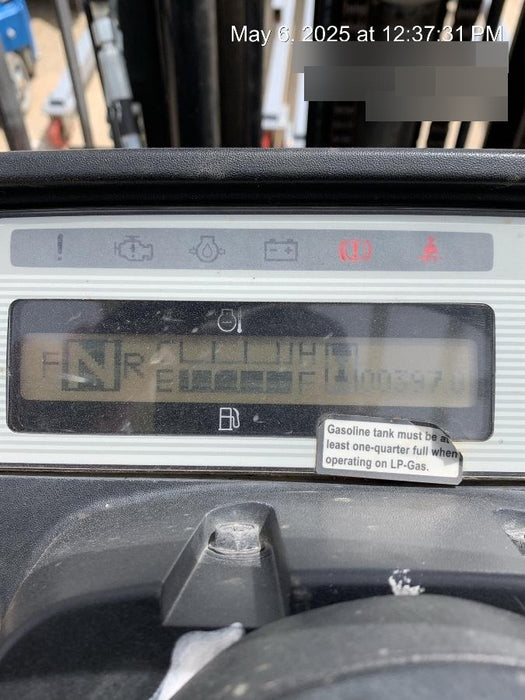 May 6, 2025 at 12:37:31 PM
F N R
C H
E F
Gasoline tank must be at
least one-quarter full when
operating on LP-Gas.